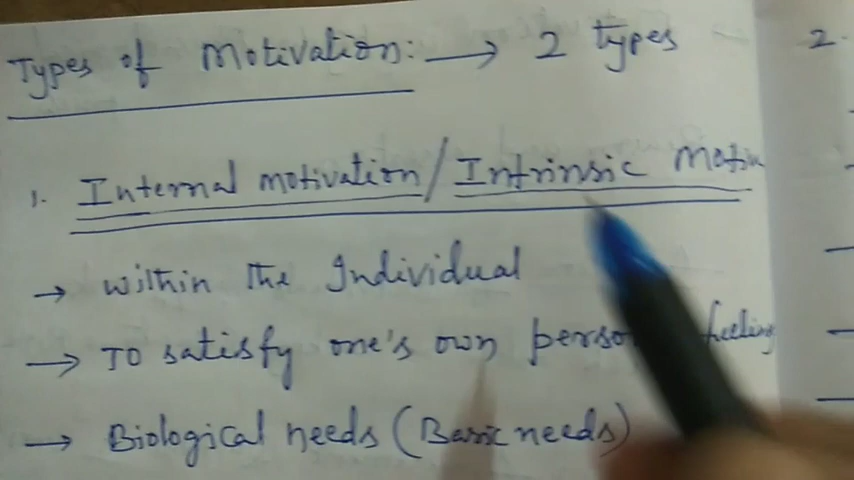 Types of Motivation: → 2 types
1. Internal motivation / Intrinsic
→ within the Individual
→ To satisfy one's own feeling
→ Biological needs (Basic needs)
2.